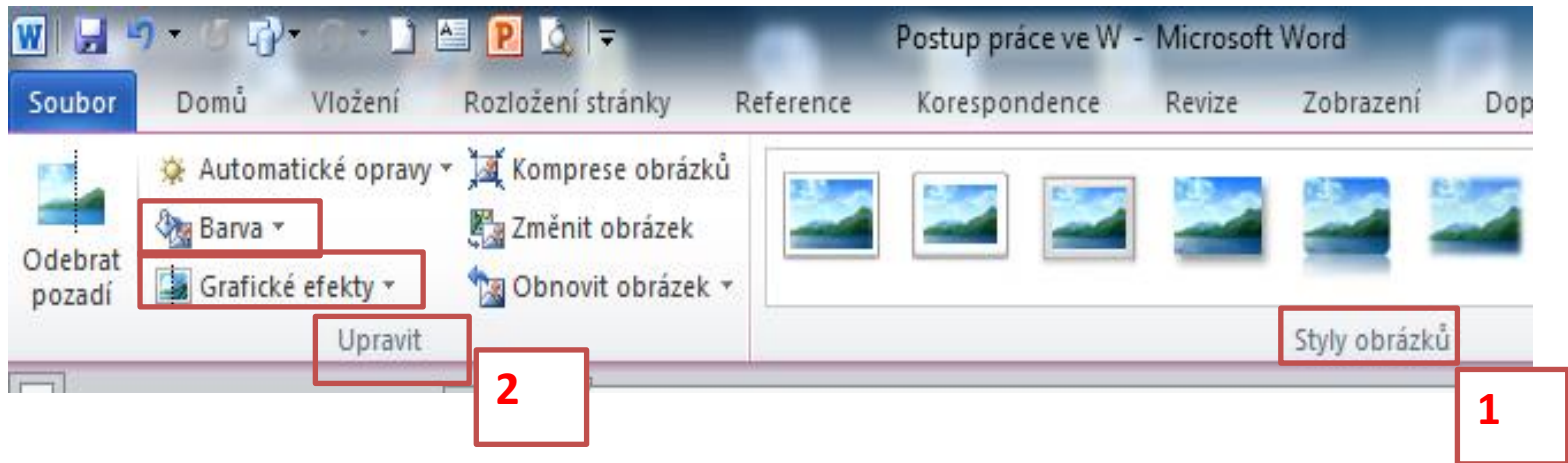 Postup práce ve W - Microsoft Word
Soubor Domů Vložení Rozložení stránky Reference Korespondence Revize Zobrazení Dop
Automatické opravy Komprese obrázků
Barva Změnit obrázek
Odebrat pozadí Grafické efekty Obnovit obrázek
Upravit Styly obrázků
2
1